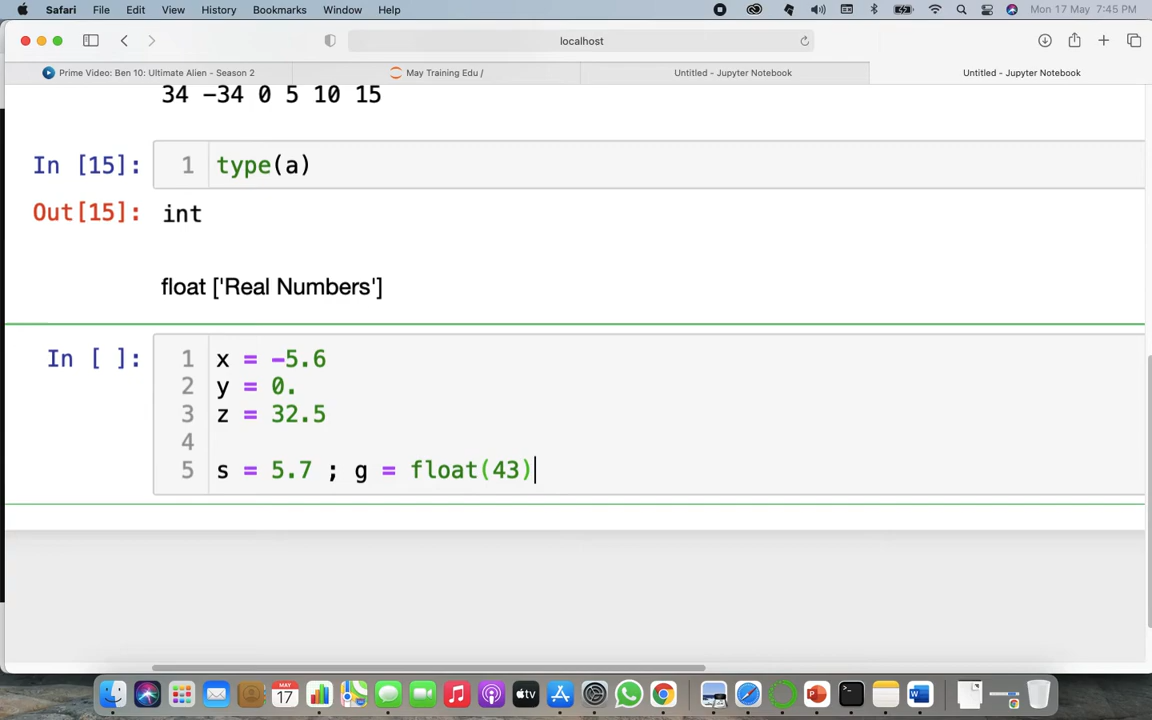 Safari File Edit View History Bookmarks Window Help Mon 17 May 7:45 PM
localhost
Prime Video: Ben 10: Ultimate Alien - Season 2 May Training Edu / Untitled - Jupyter Notebook Untitled - Jupyter Notebook
34 -34 0 5 10 15
In [15]: 1 type(a)
Out[15]: int
float ['Real Numbers']
In [ ]: 1 x = -5.6
2 y = 0.
3 z = 32.5
4
5 s = 5.7 ; g = float(43)
MAY
17
tv